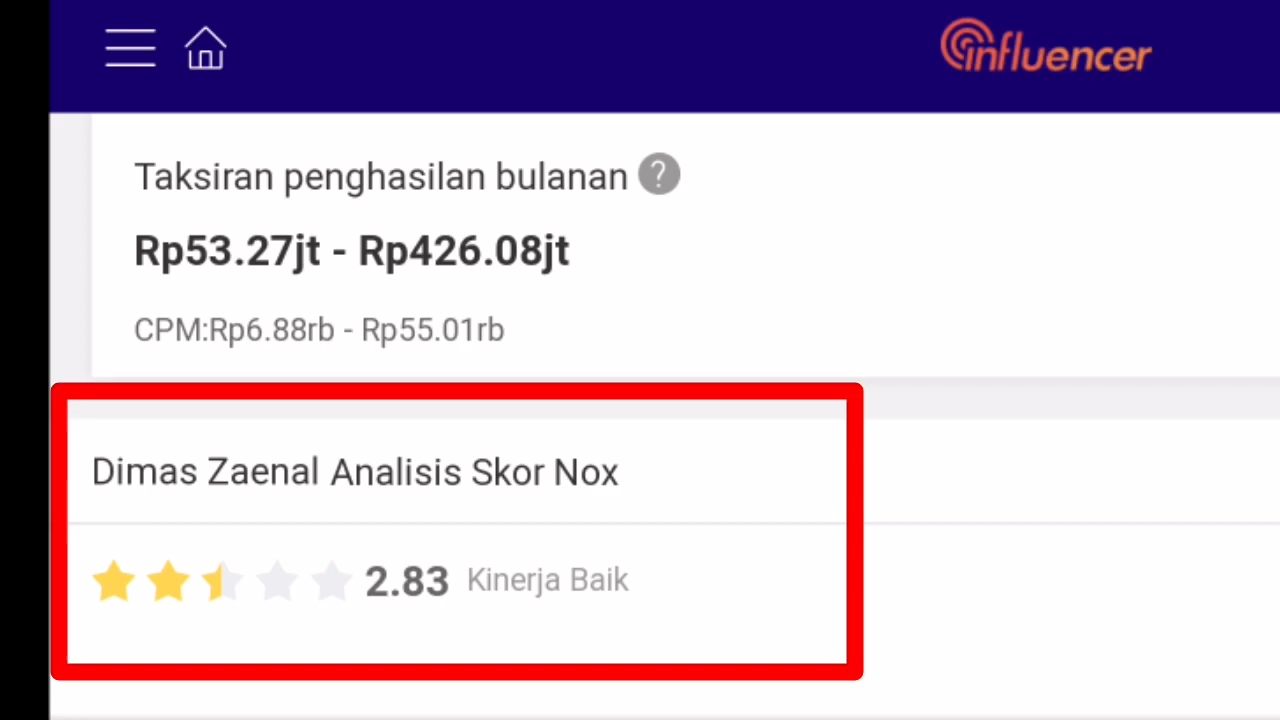 influencer
Taksiran penghasilan bulanan ?
Rp53.27jt - Rp426.08jt
CPM:Rp6.88rb - Rp55.01rb
Dimas Zaenal Analisis Skor Nox
2.83 Kinerja Baik